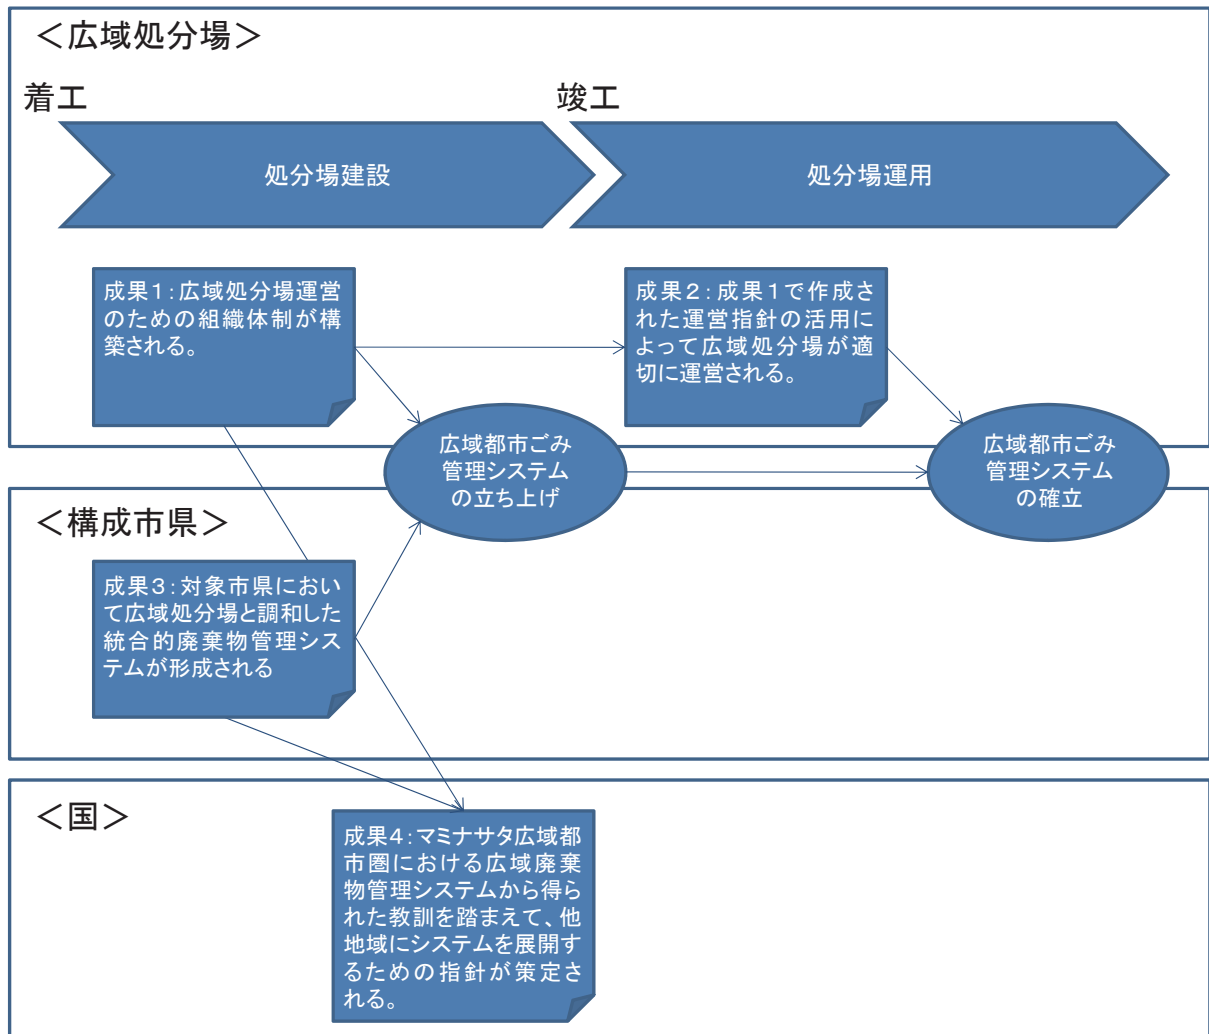 ＜広域処分場＞
着工
竣工
処分場建設
処分場運用
成果１：広域処分場運営
のための組織体制が構
築される。
成果２：成果１で作成さ
れた運営指針の活用に
よって広域処分場が適
切に運営される。
広域都市ごみ
管理システム
の立ち上げ
広域都市ごみ
管理システム
の確立
＜構成市県＞
成果３：対象市県におい
て広域処分場と調和した
統合的廃棄物管理シス
テムが形成される
＜国＞
成果４：マミナサタ広域都
市圏における広域廃棄
物管理システムから得ら
れた教訓を踏まえて、他
地域にシステムを展開す
るための指針が策定さ
れる。